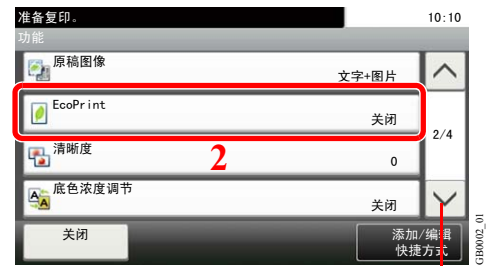 准备复印。 10:10
功能
原稿图像
文字+图片
EcoPrint
关闭
2/4
清晰度
2
0
底色浓度调节
关闭
关闭
添加/编辑
快捷方式
GB0002_01